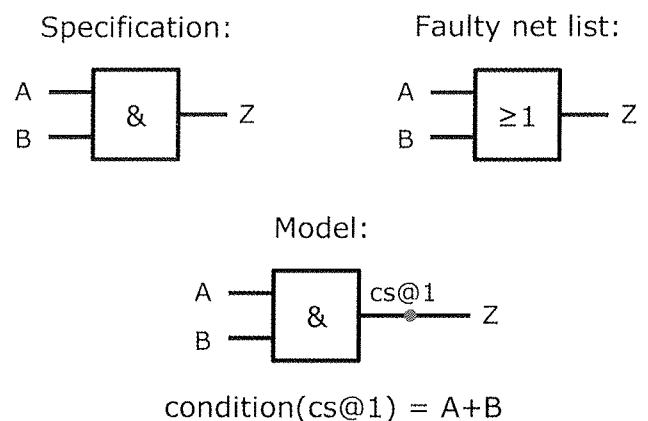 Specification:
Faulty net list:
A
B
&
Z
A
B
≥1
Z
Model:
A
B
&
cs@1
Z
condition(cs@1) = A+B